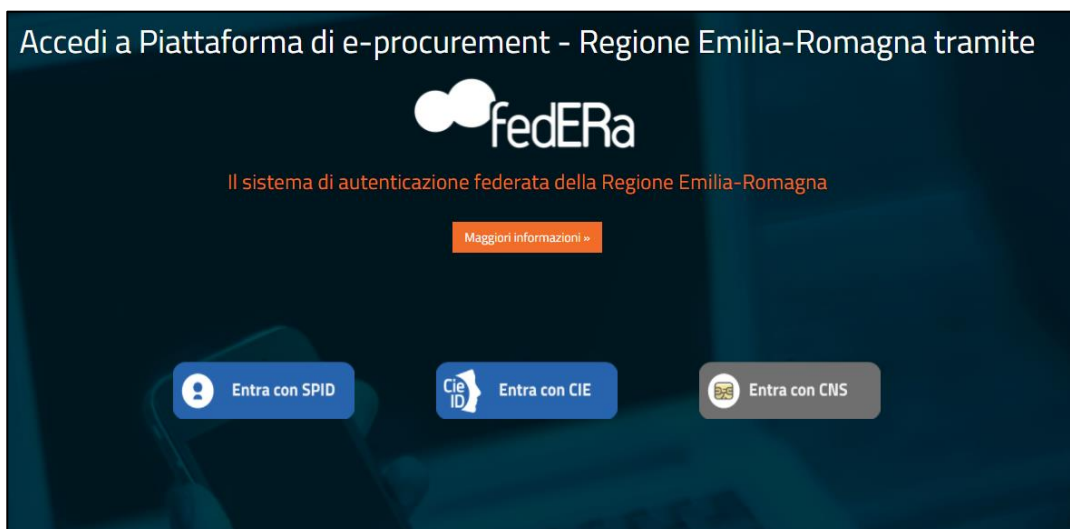 Accedi a Piattaforma di e-procurement - Regione Emilia-Romagna tramite
fedERa
Il sistema di autenticazione federata della Regione Emilia-Romagna
Maggiori informazioni »
Entra con SPID
Cie
ID
Entra con CIE
Entra con CNS